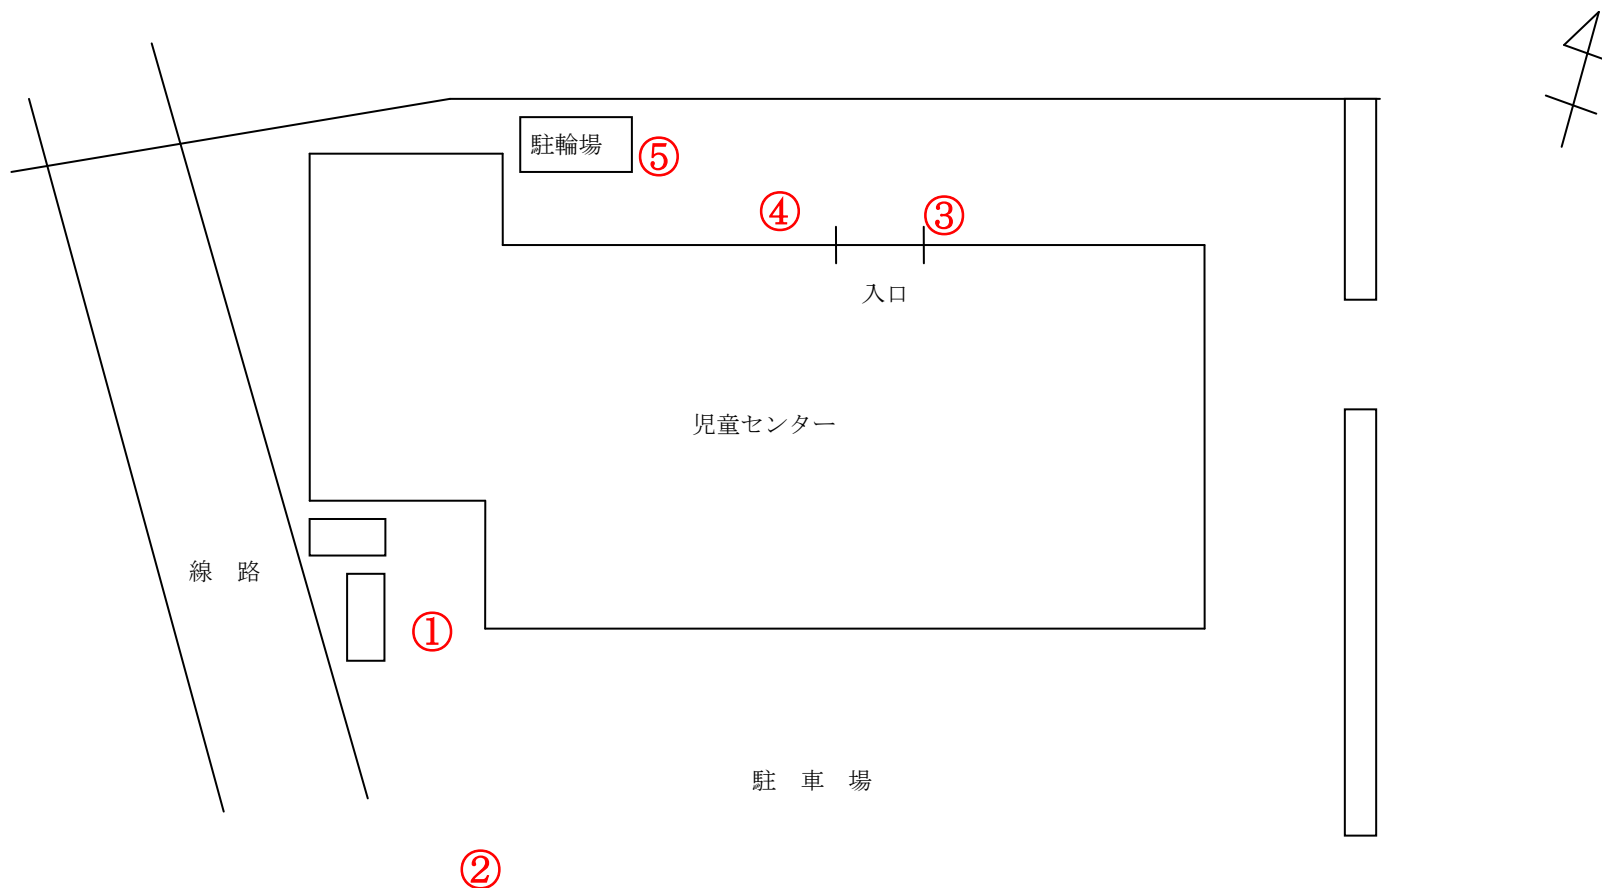 駐輪場
⑤
④
③
入口
児童センター
線　路
①
駐　車　場
②